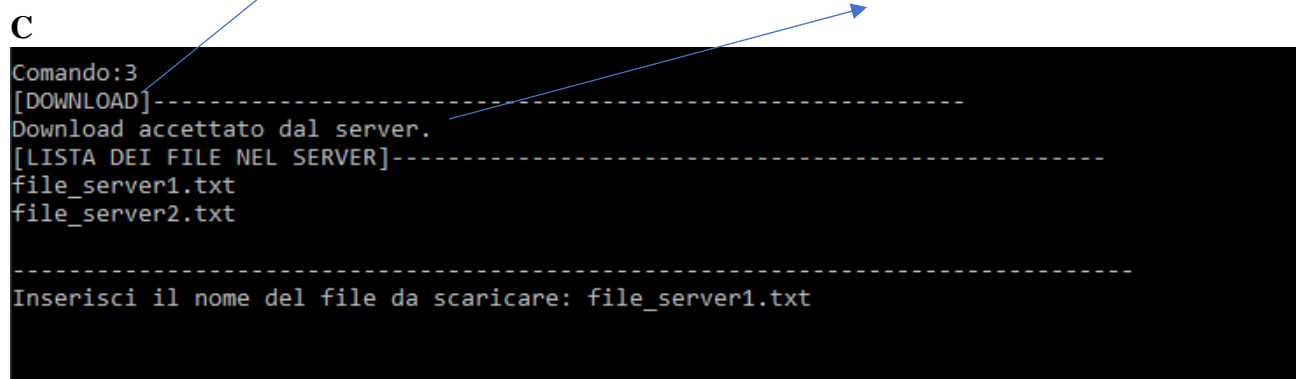 C
Comando:3
[DOWNLOAD]----------------------------------------------------------
Download accettato dal server.
[LISTA DEI FILE NEL SERVER]---------------------------------------------------
file_server1.txt
file_server2.txt
--------------------------------------------------------------------------------
Inserisci il nome del file da scaricare: file_server1.txt